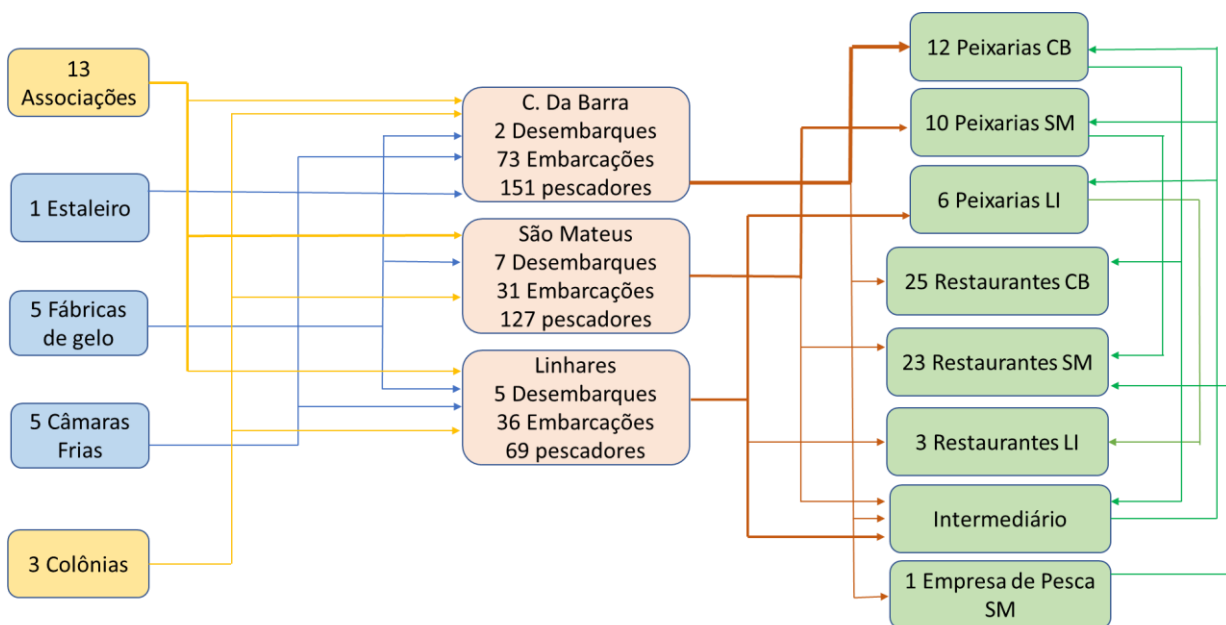 13
Associações
1 Estaleiro
5 Fábricas
de gelo
5 Câmaras
Frias
3 Colônias
C. Da Barra
2 Desembarques
73 Embarcações
151 pescadores
São Mateus
7 Desembarques
31 Embarcações
127 pescadores
Linhares
5 Desembarques
36 Embarcações
69 pescadores
12 Peixarias CB
10 Peixarias SM
6 Peixarias LI
25 Restaurantes CB
23 Restaurantes SM
3 Restaurantes LI
Intermediário
1 Empresa de Pesca
SM